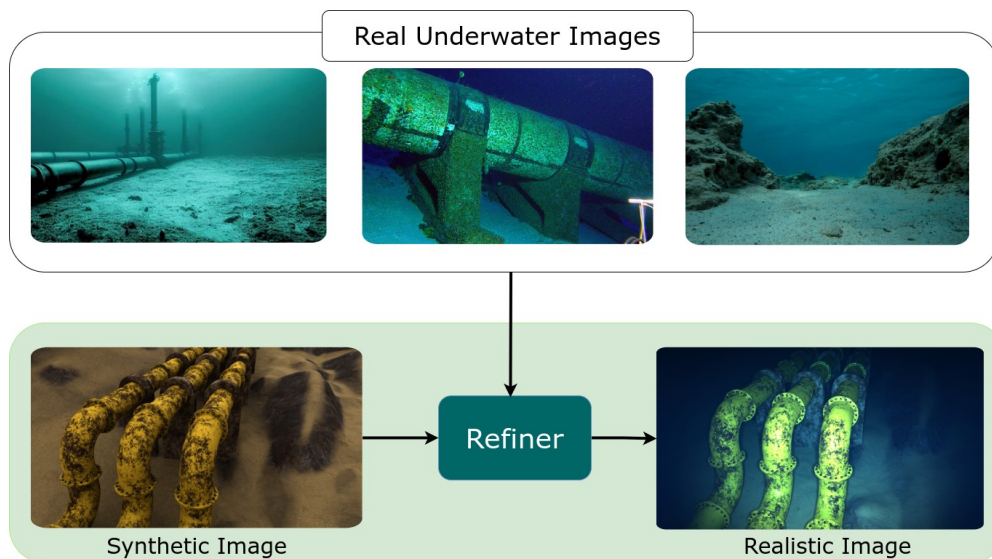 Real Underwater Images
Refiner
Synthetic Image
Realistic Image